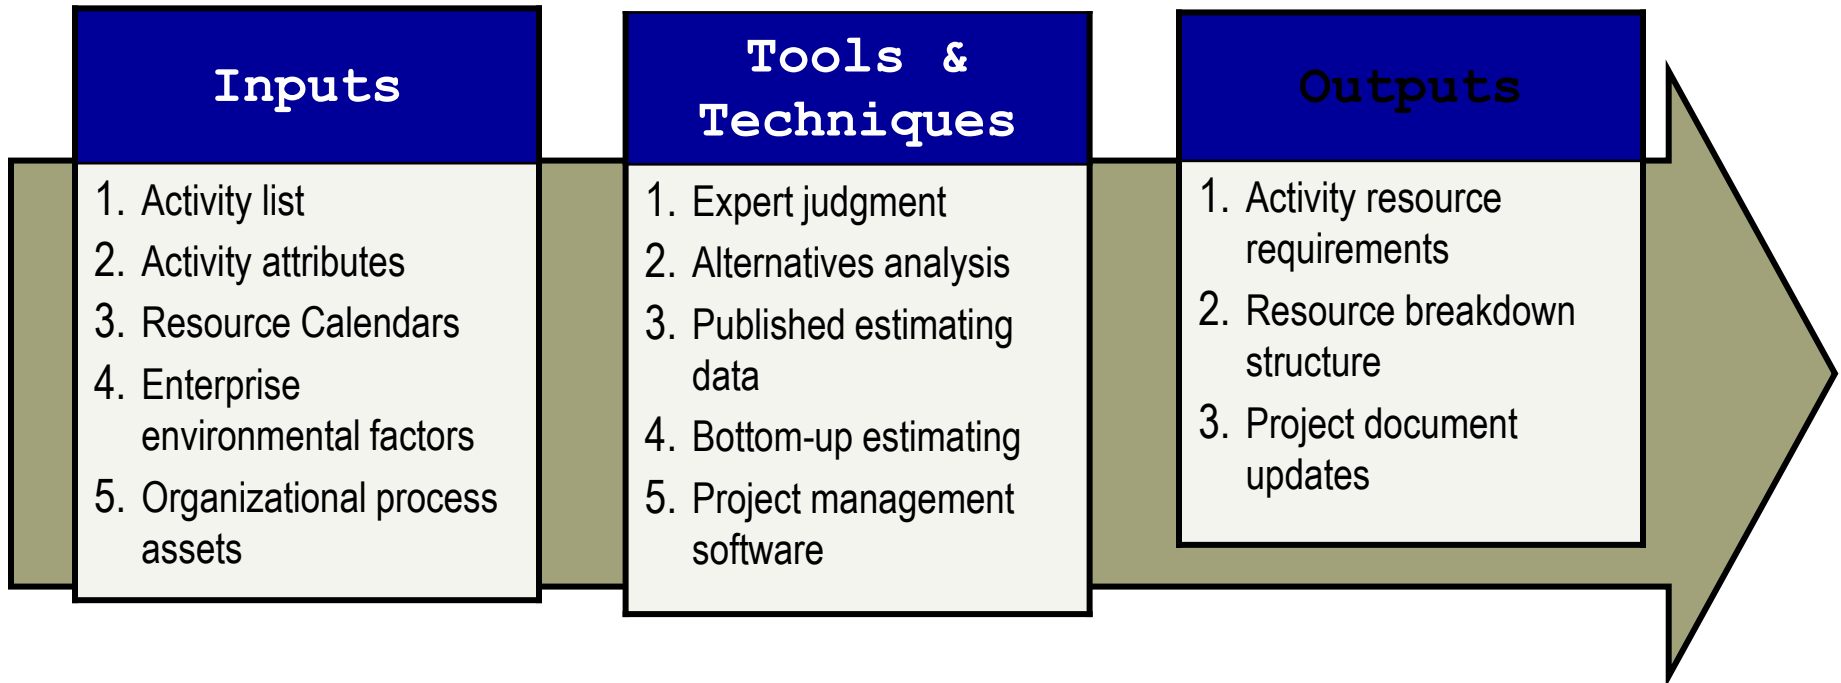 Inputs
1. Activity list
2. Activity attributes
3. Resource Calendars
4. Enterprise
environmental factors
5. Organizational process
assets
Tools &
Techniques
1. Expert judgment
2. Alternatives analysis
3. Published estimating
data
4. Bottom-up estimating
5. Project management
software
Outputs
1. Activity resource
requirements
2. Resource breakdown
structure
3. Project document
updates